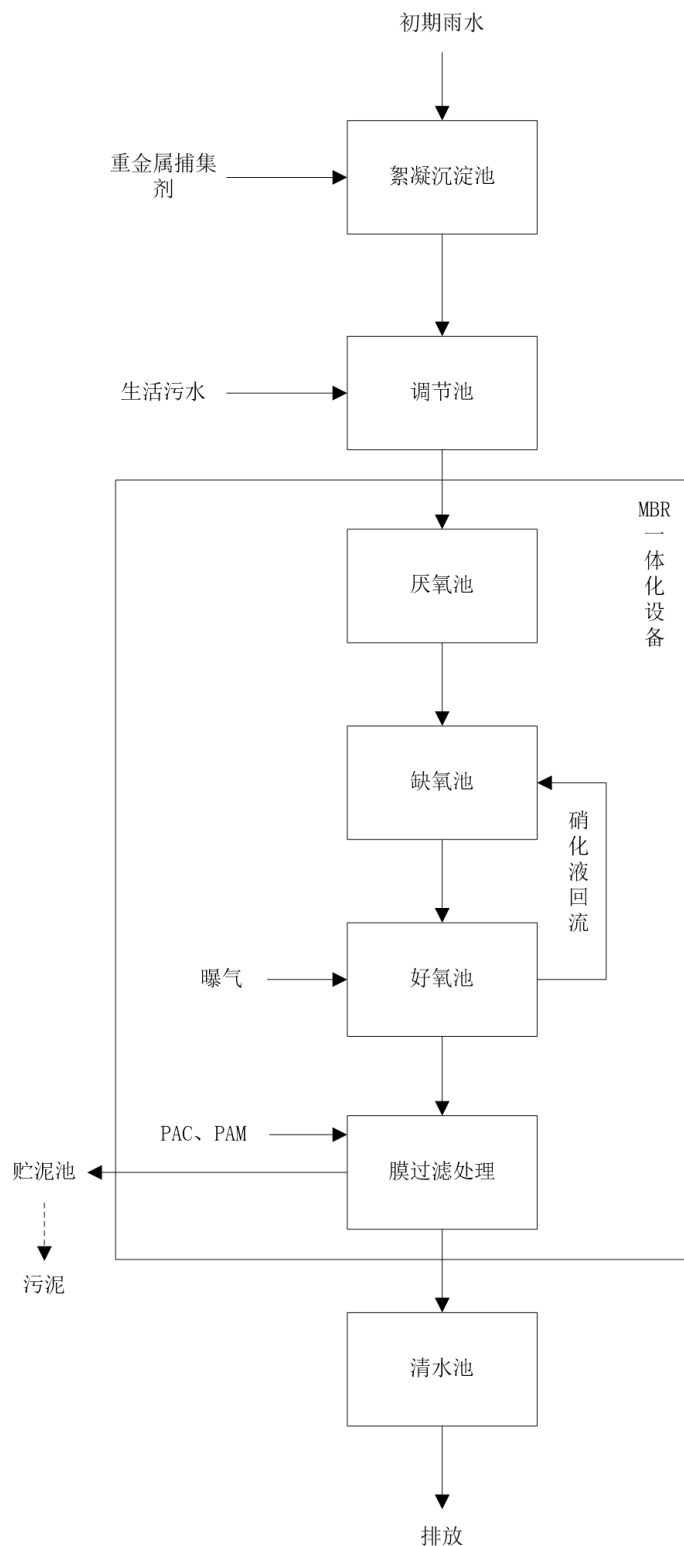 初期雨水
重金属捕集
剂
絮凝沉淀池
生活污水
调节池
MBR
一体化设备
厌氧池
缺氧池
硝化液回流
曝气
好氧池
PAC、PAM
膜过滤处理
贮泥池
污泥
清水池
排放